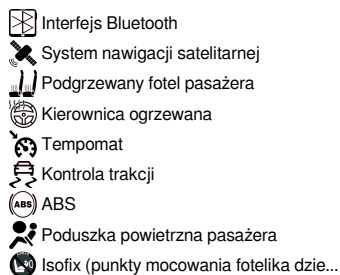 Interfejs Bluetooth
System nawigacji satelitarnej
Podgrzewany fotel pasażera
Kierownica ogrzewana
Tempomat
Kontrola trakcji
(ABS) ABS
Poduszka powietrzna pasażera
Isofix (punkty mocowania fotelika dzie...